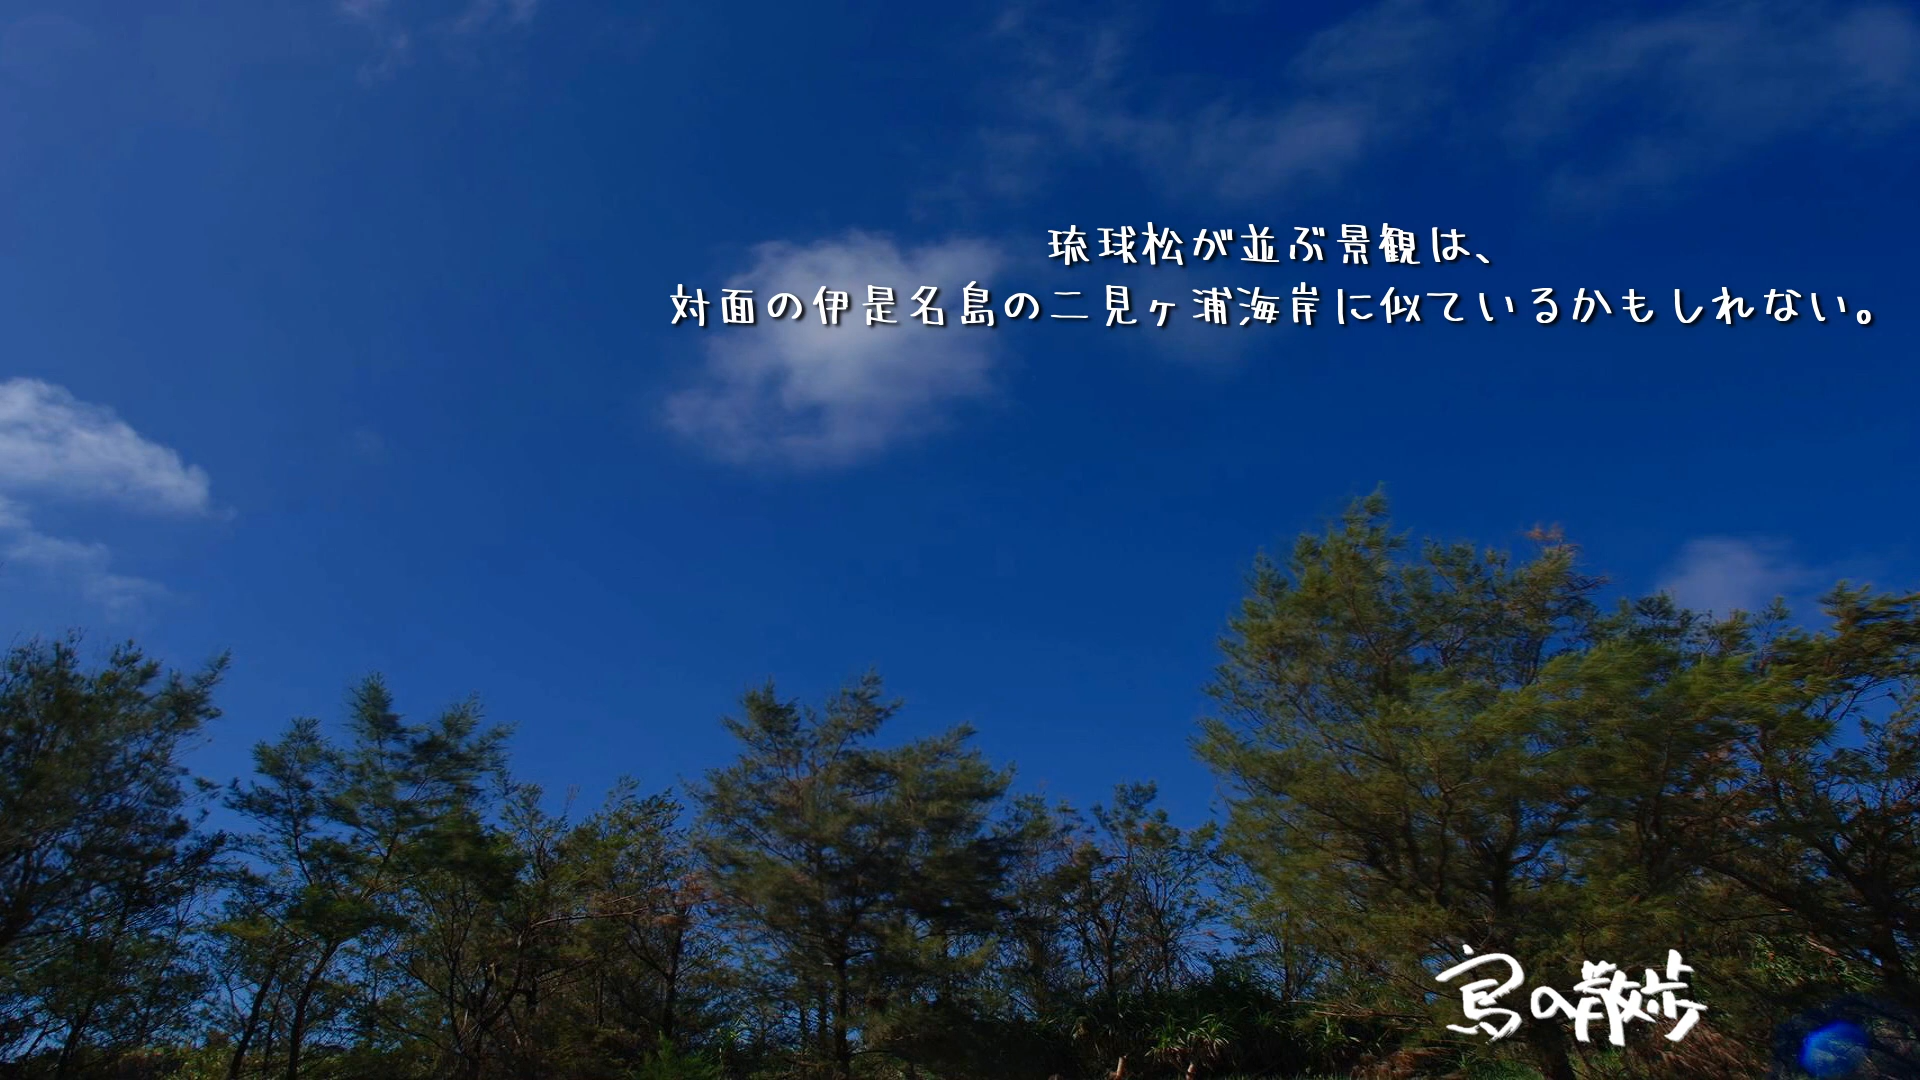 琉球松が並ぶ景観は、
対面の伊是名島の二見ヶ浦海岸に似ているかもしれない。
鳥の散歩